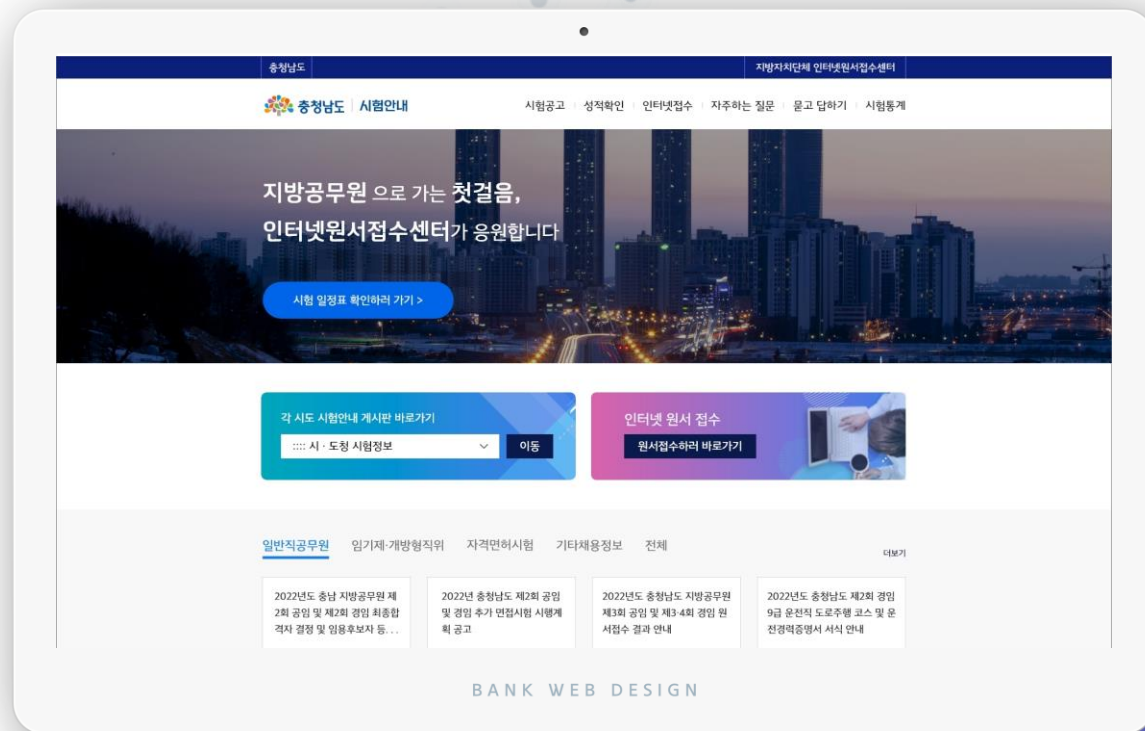 충청남도
지방자치단체 인터넷원서접수센터
충청남도 시험안내
시험공고 성적확인 인터넷접수 자주하는 질문 묻고 답하기 시험통계
지방공무원 으로 가는 첫걸음,
인터넷원서접수센터가 응원합니다
시험 일정표 확인하러 가기 >
각 시도 시험안내 게시판 바로가기
:::: 시 · 도청 시험정보
이동
인터넷 원서 접수
원서접수하러 바로가기
일반직공무원 임기제·개방형직위 자격면허시험 기타채용정보 전체
더보기
2022년도 충남 지방공무원 제
2회 공임 및 제2회 경임 최종합
격자 결정 및 임용후보자 등...
2022년 충청남도 제2회 공임
및 경임 추가 면접시험 시행계
획 공고
2022년도 충청남도 지방공무원
제3회 공임 및 제3·4회 경임 원
서접수 결과 안내
2022년도 충청남도 제2회 경임
9급 운전직 도로주행 코스 및 운
전경력증명서 서식 안내
BANK WEB DESIGN